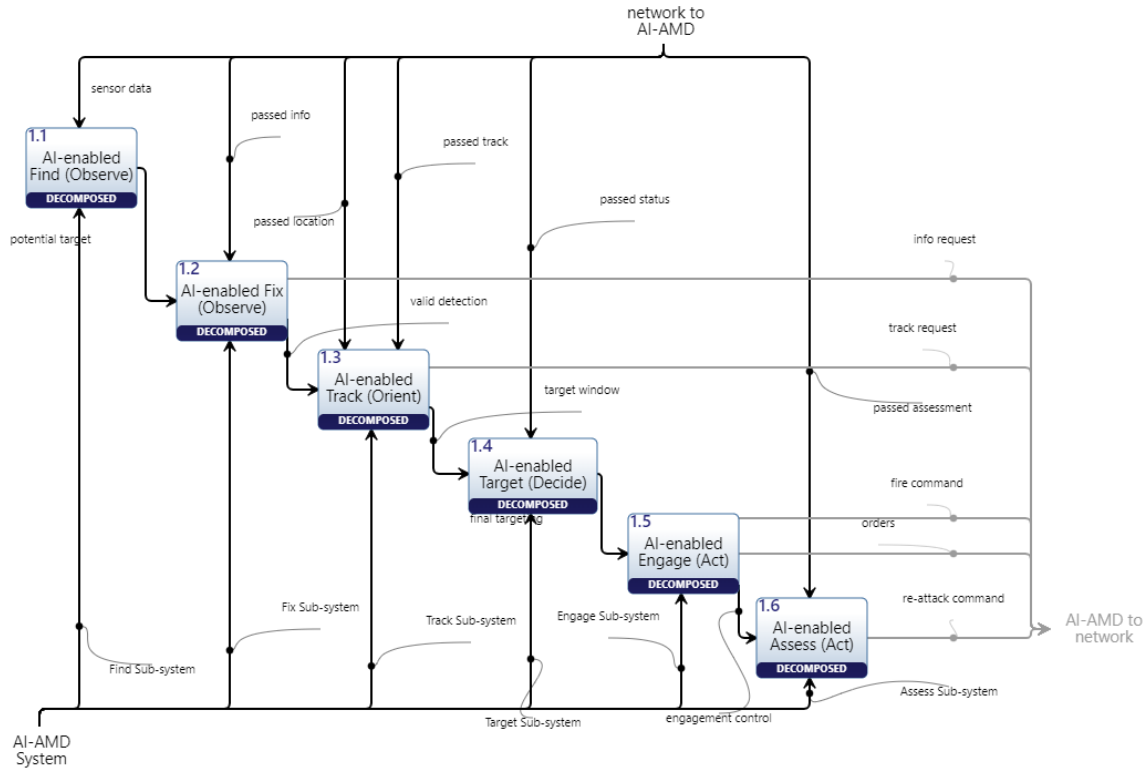 network to
AI-AMD
sensor data
passed info
1.1
AI-enabled
Find (Observe)
DECOMPOSED
passed track
passed status
passed location
potential target
info request
1.2
AI-enabled Fix
(Observe)
DECOMPOSED
valid detection
track request
1.3
AI-enabled
Track (Orient)
DECOMPOSED
target window
passed assessment
1.4
AI-enabled
Target (Decide)
DECOMPOSED
final targeting
fire command
orders
1.5
AI-enabled
Engage (Act)
DECOMPOSED
re-attack command
1.6
AI-enabled
Assess (Act)
DECOMPOSED
AI-AMD to
network
Fix Sub-system
Track Sub-system
Engage Sub-system
Find Sub-system
Target Sub-system
engagement control
Assess Sub-system
AI-AMD
System